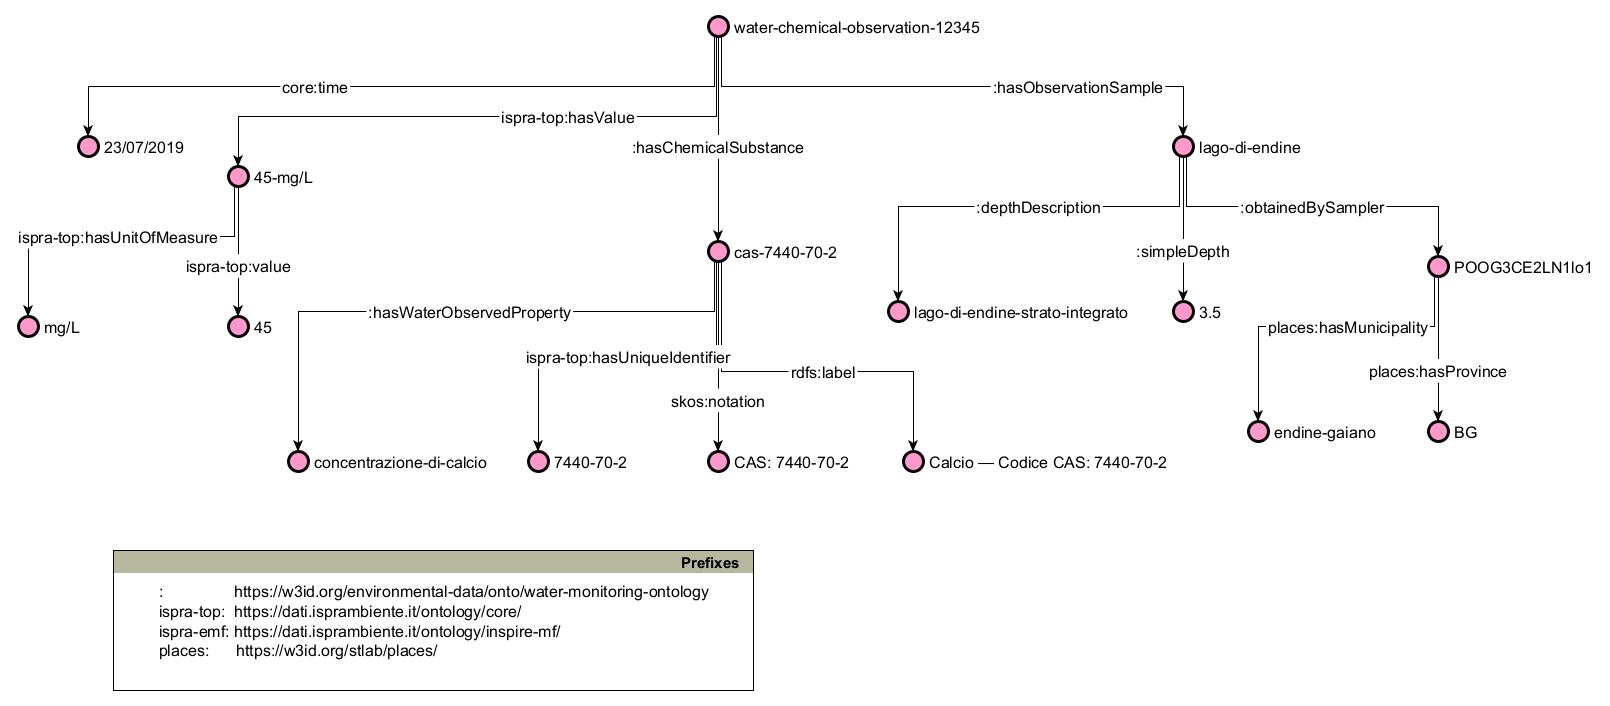 water-chemical-observation-12345
core:time
:hasObservationSample
ispra-top:hasValue
:hasChemicalSubstance
23/07/2019
lago-di-endine
45-mg/L
:depthDescription
:obtainedBySampler
ispra-top:hasUnitOfMeasure
:simpleDepth
cas-7440-70-2
ispra-top:value
POOG3CE2LN1lo1
:hasWaterObservedProperty
lago-di-endine-strato-integrato
3.5
mg/L
45
places:hasMunicipality
ispra-top:hasUniqueIdentifier
rdfs:label
places:hasProvince
skos:notation
endine-gaiano
BG
concentrazione-di-calcio
7440-70-2
CAS: 7440-70-2
Calcio — Codice CAS: 7440-70-2
Prefixes
: https://w3id.org/environmental-data/onto/water-monitoring-ontology
ispra-top: https://dati.isprambiente.it/ontology/core/
ispra-emf: https://dati.isprambiente.it/ontology/inspire-mf/
places: https://w3id.org/stlab/places/